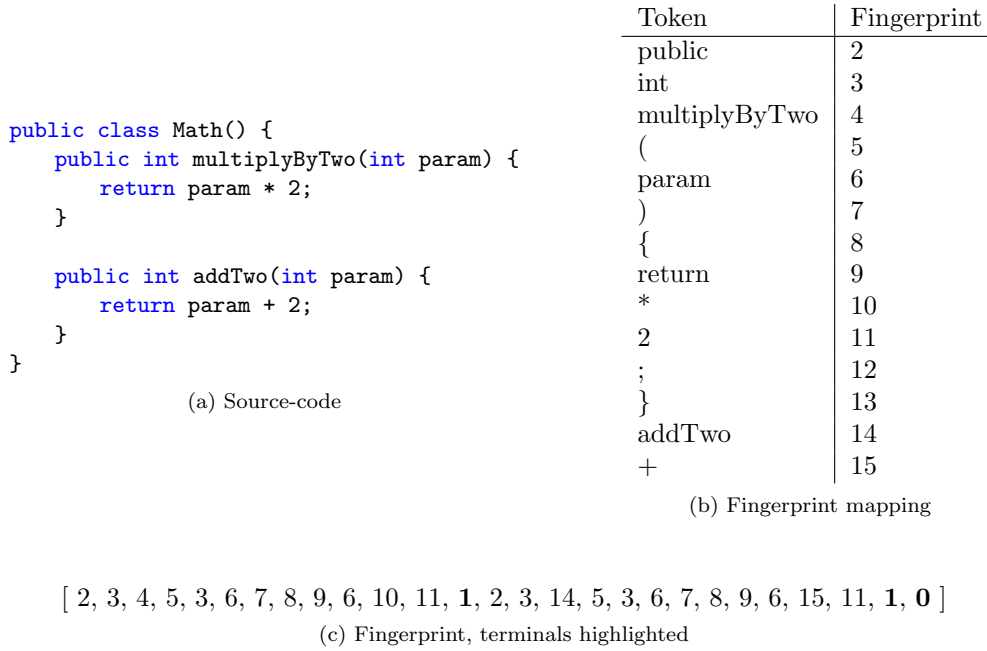 public class Math() {
public int multiplyByTwo(int param) {
return param * 2;
}
public int addTwo(int param) {
return param + 2;
}
}
(a) Source-code
Token Fingerprint
public 2
int 3
multiplyByTwo 4
( 5
param 6
) 7
{ 8
return 9
* 10
2 11
; 12
} 13
addTwo 14
+ 15
(b) Fingerprint mapping
[ 2, 3, 4, 5, 3, 6, 7, 8, 9, 6, 10, 11, 1, 2, 3, 14, 5, 3, 6, 7, 8, 9, 6, 15, 11, 1, 0 ]
(c) Fingerprint, terminals highlighted